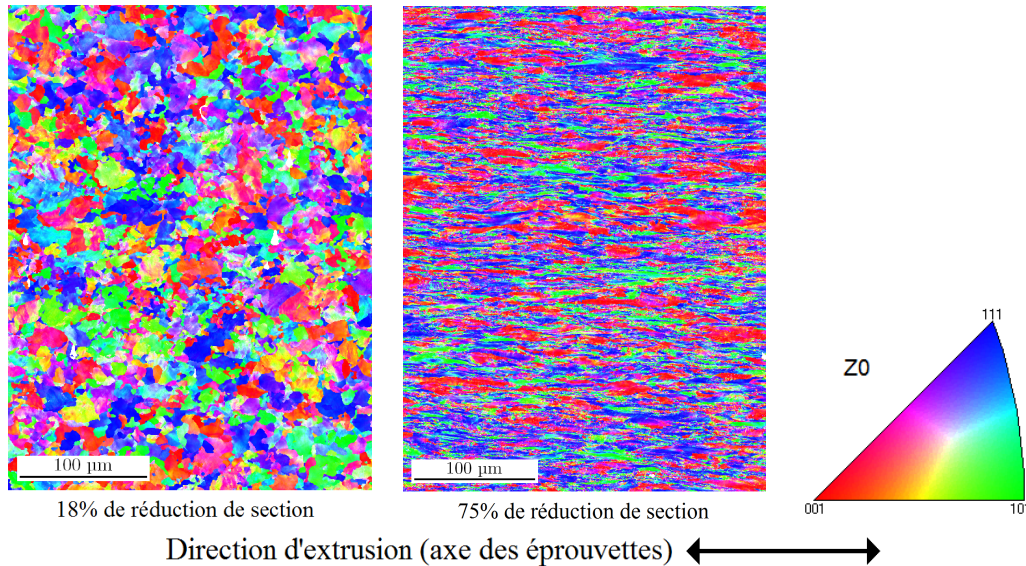 111
Z0
100 µm
100 µm
001
18% de réduction de section
75% de réduction de section
Direction d'extrusion (axe des éprouvettes)